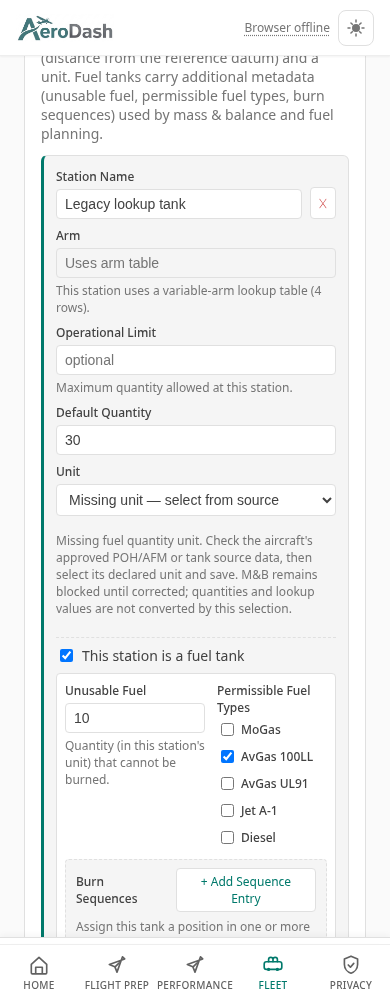 AeroDash
Browser offline
(distance from the reference datum) and a
unit. Fuel tanks carry additional metadata
(unusable fuel, permissible fuel types, burn
sequences) used by mass & balance and fuel
planning.
Station Name
Legacy lookup tank
X
Arm
Uses arm table
This station uses a variable-arm lookup table (4
rows).
Operational Limit
optional
Maximum quantity allowed at this station.
Default Quantity
30
Unit
Missing unit — select from source
Missing fuel quantity unit. Check the aircraft's
approved POH/AFM or tank source data, then
select its declared unit and save. M&B remains
blocked until corrected; quantities and lookup
values are not converted by this selection.
This station is a fuel tank
Unusable Fuel
10
Quantity (in this station's
unit) that cannot be
burned.
Permissible Fuel
Types
MoGas
AvGas 100LL
AvGas UL91
Jet A-1
Diesel
Burn
Sequences
+ Add Sequence
Entry
Assign this tank a position in one or more
HOME
FLIGHT PREP
PERFORMANCE
FLEET
PRIVACY